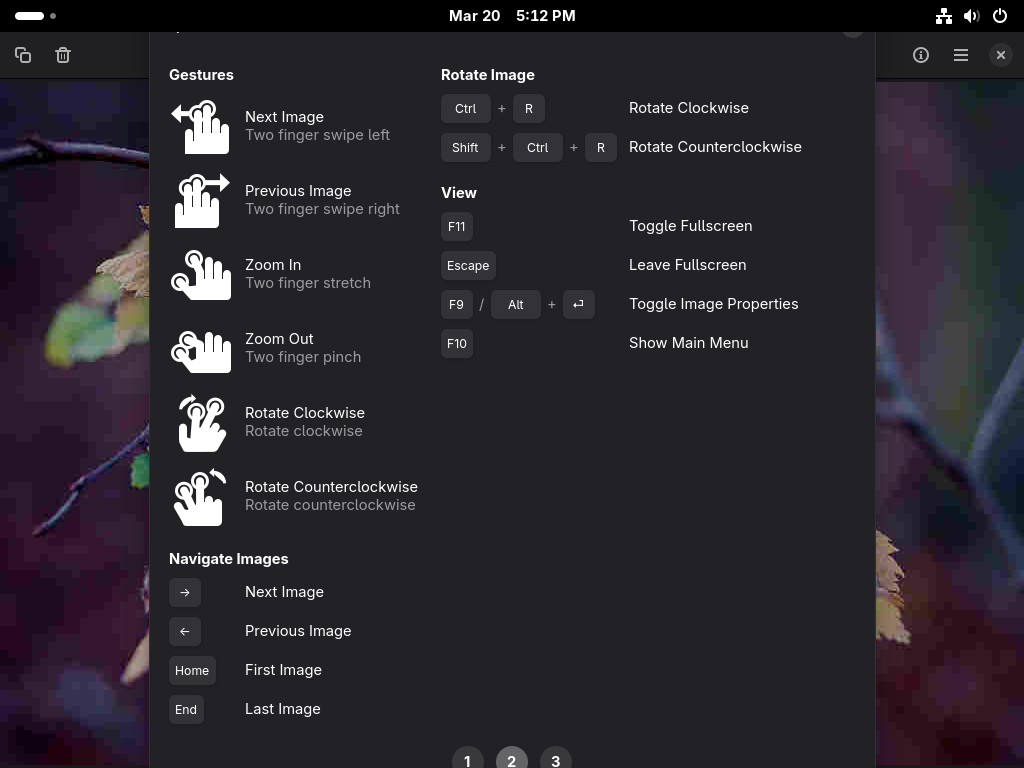 Mar 20 5:12 PM
Gestures
Next Image
Two finger swipe left
Previous Image
Two finger swipe right
Zoom In
Two finger stretch
Zoom Out
Two finger pinch
Rotate Clockwise
Rotate clockwise
Rotate Counterclockwise
Rotate counterclockwise
Navigate Images
→ Next Image
← Previous Image
Home First Image
End Last Image
Rotate Image
Ctrl + R Rotate Clockwise
Shift + Ctrl + R Rotate Counterclockwise
View
F11 Toggle Fullscreen
Escape Leave Fullscreen
F9 / Alt + ↵ Toggle Image Properties
F10 Show Main Menu
1 2 3